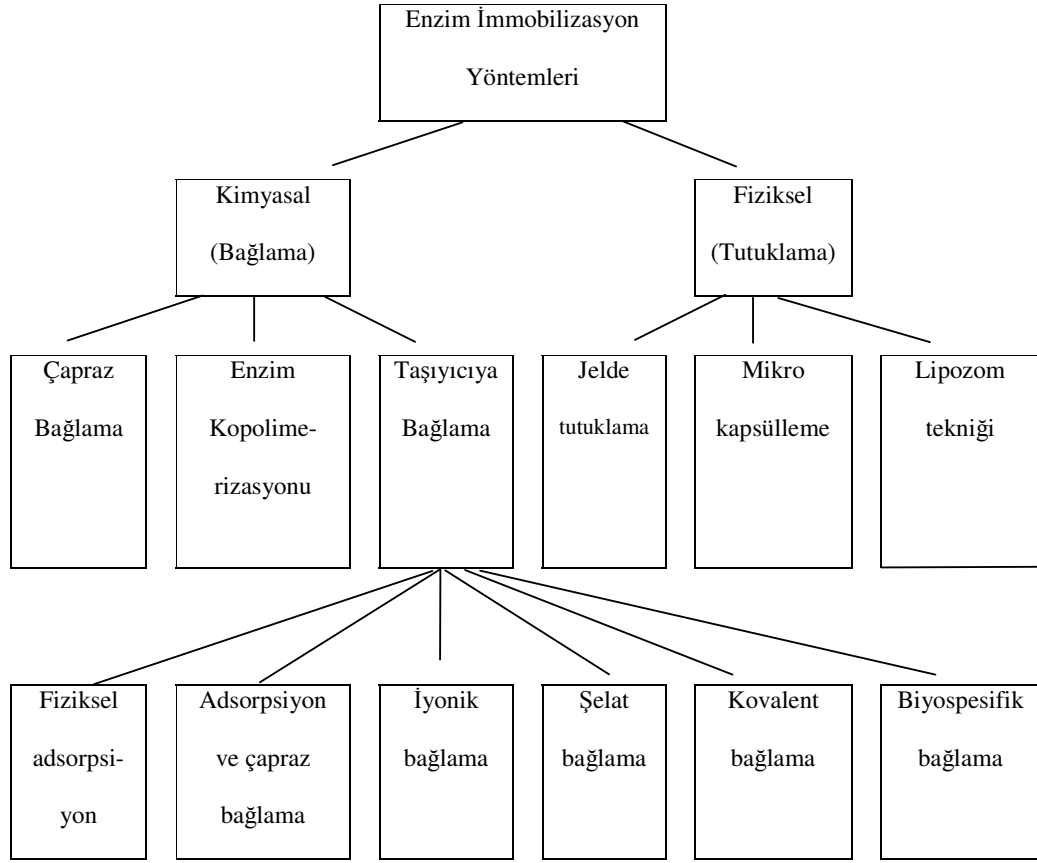 Enzim İmmobilizasyon
Yöntemleri
Kimyasal
(Bağlama)
Fiziksel
(Tutuklama)
Çapraz
Bağlama
Enzim
Kopolime-
rizasyonu
Taşıyıcıya
Bağlama
Jelde
tutuklama
Mikro
kapsülleme
Lipozom
tekniği
Fiziksel
adsorpsi-
yon
Adsorpsiyon
ve çapraz
bağlama
İyonik
bağlama
Şelat
bağlama
Kovalent
bağlama
Biyospesifik
bağlama